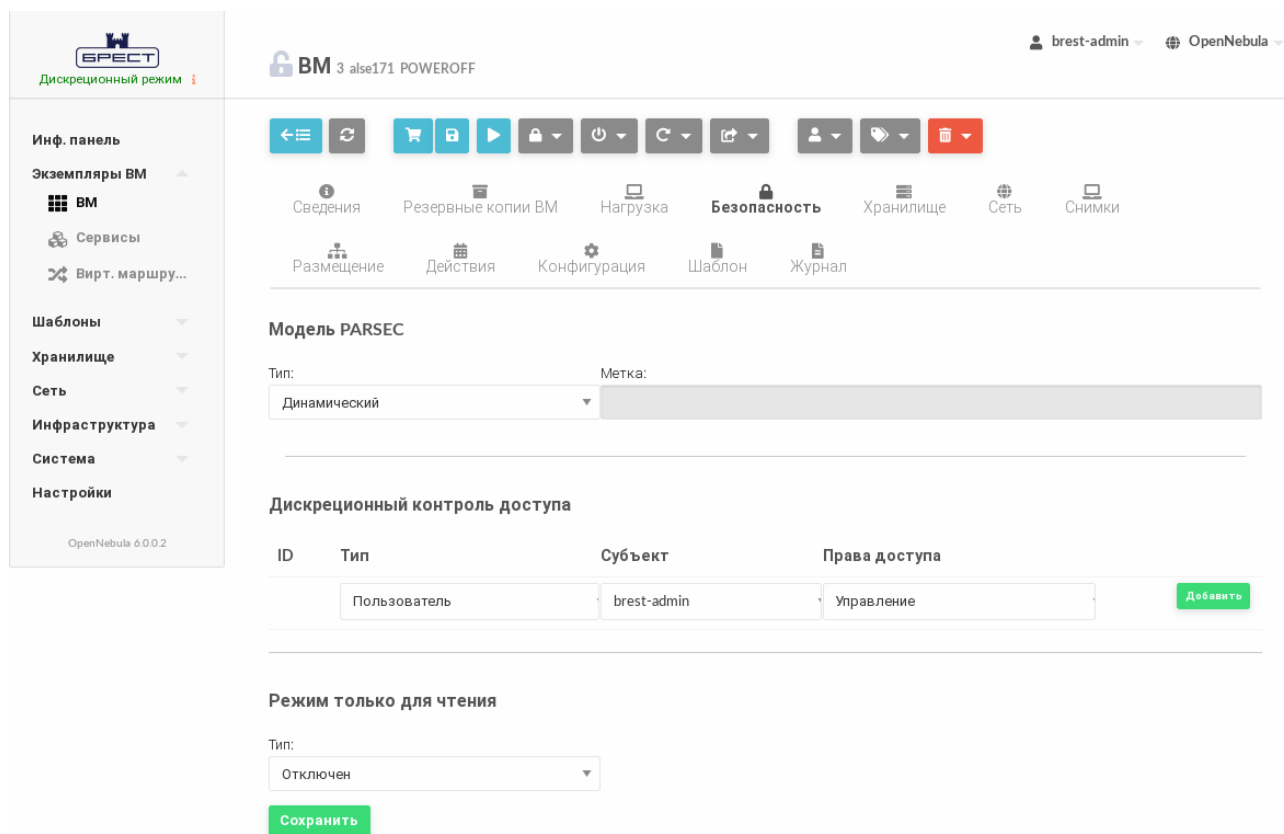 БРЕСТ
Дискреционный режим i
ВМ 3 alse171 POWEROFF
brest-admin
OpenNebula
Инф. панель
Экземпляры ВМ
ВМ
Сервисы
Вирт. маршру...
Шаблоны
Хранилище
Сеть
Инфраструктура
Система
Настройки
OpenNebula 6.0.0.2
Сведения Резервные копии ВМ Нагрузка Безопасность Хранилище Сеть Снимки
Размещение Действия Конфигурация Шаблон Журнал
Модель PARSEC
Тип: Метка:
Динамический
Дискреционный контроль доступа
ID Тип Субъект Права доступа
Пользователь brest-admin Управление Добавить
Режим только для чтения
Тип:
Отключен
Сохранить